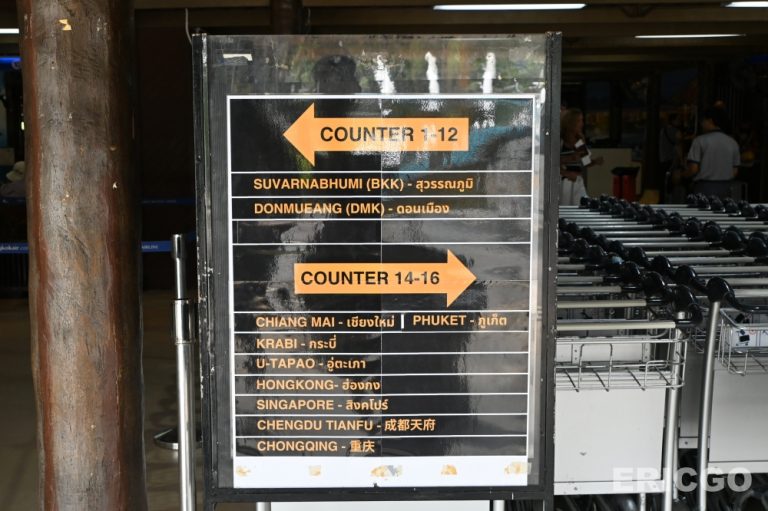 COUNTER 1-12
SUVARNABHUMI (BKK) - สุวรรณภูมิ
DONMUEANG (DMK) - ดอนเมือง
COUNTER 14-16
CHIANG MAI - เชียงใหม่ | PHUKET - ภูเก็ต
KRABI - กระบี่
U-TAPAO - อู่ตะเภา
HONGKONG- ฮ่องกง
SINGAPORE - สิงคโปร์
CHENGDU TIANFU - 成都天府
CHONGQING - 重庆
ERICGO